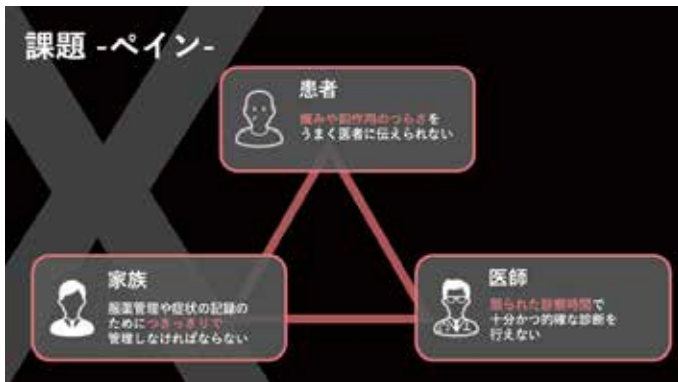 課題 -ペイン-
患者
痛みや副作用のつらさを
うまく医者に伝えられない
家族
服薬管理や症状の記録の
ためにつきっきりで
管理しなければならない
医師
限られた診察時間で
十分かつ的確な診断を
行えない